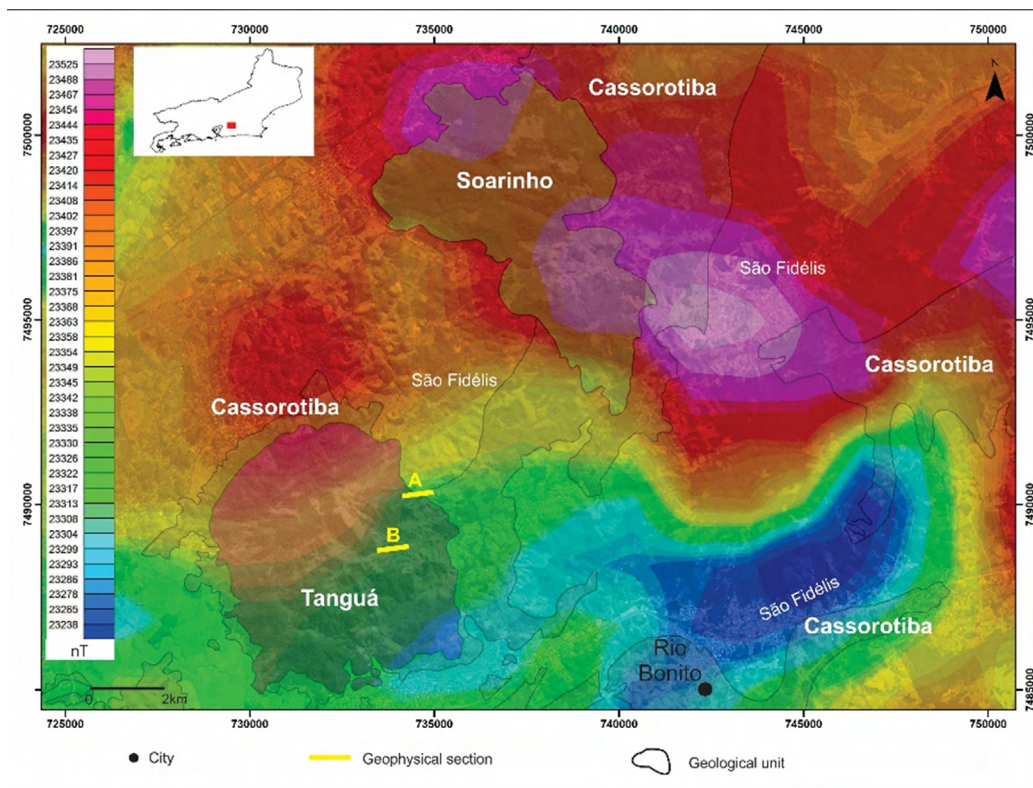 725000 730000 735000 740000 745000 750000
23525
23488
23467
23454
23444
23435
23427
23420
23414
23408
23402
23397
23391
23386
23381
23375
23368
23363
23358
23354
23349
23345
23342
23338
23335
23330
23326
23322
23317
23313
23308
23304
23299
23293
23286
23278
23265
23238
nT
N
Cassorotiba
7500000
7500000
Soarinho
São Fidélis
7495000
7495000
Cassorotiba
São Fidélis
Cassorotiba
A
7490000
7490000
B
Tanguá
São Fidélis
Cassorotiba
Rio
Bonito
7485000
0 2km
725000 730000 735000 740000 745000 750000
City
Geophysical section
Geological unit